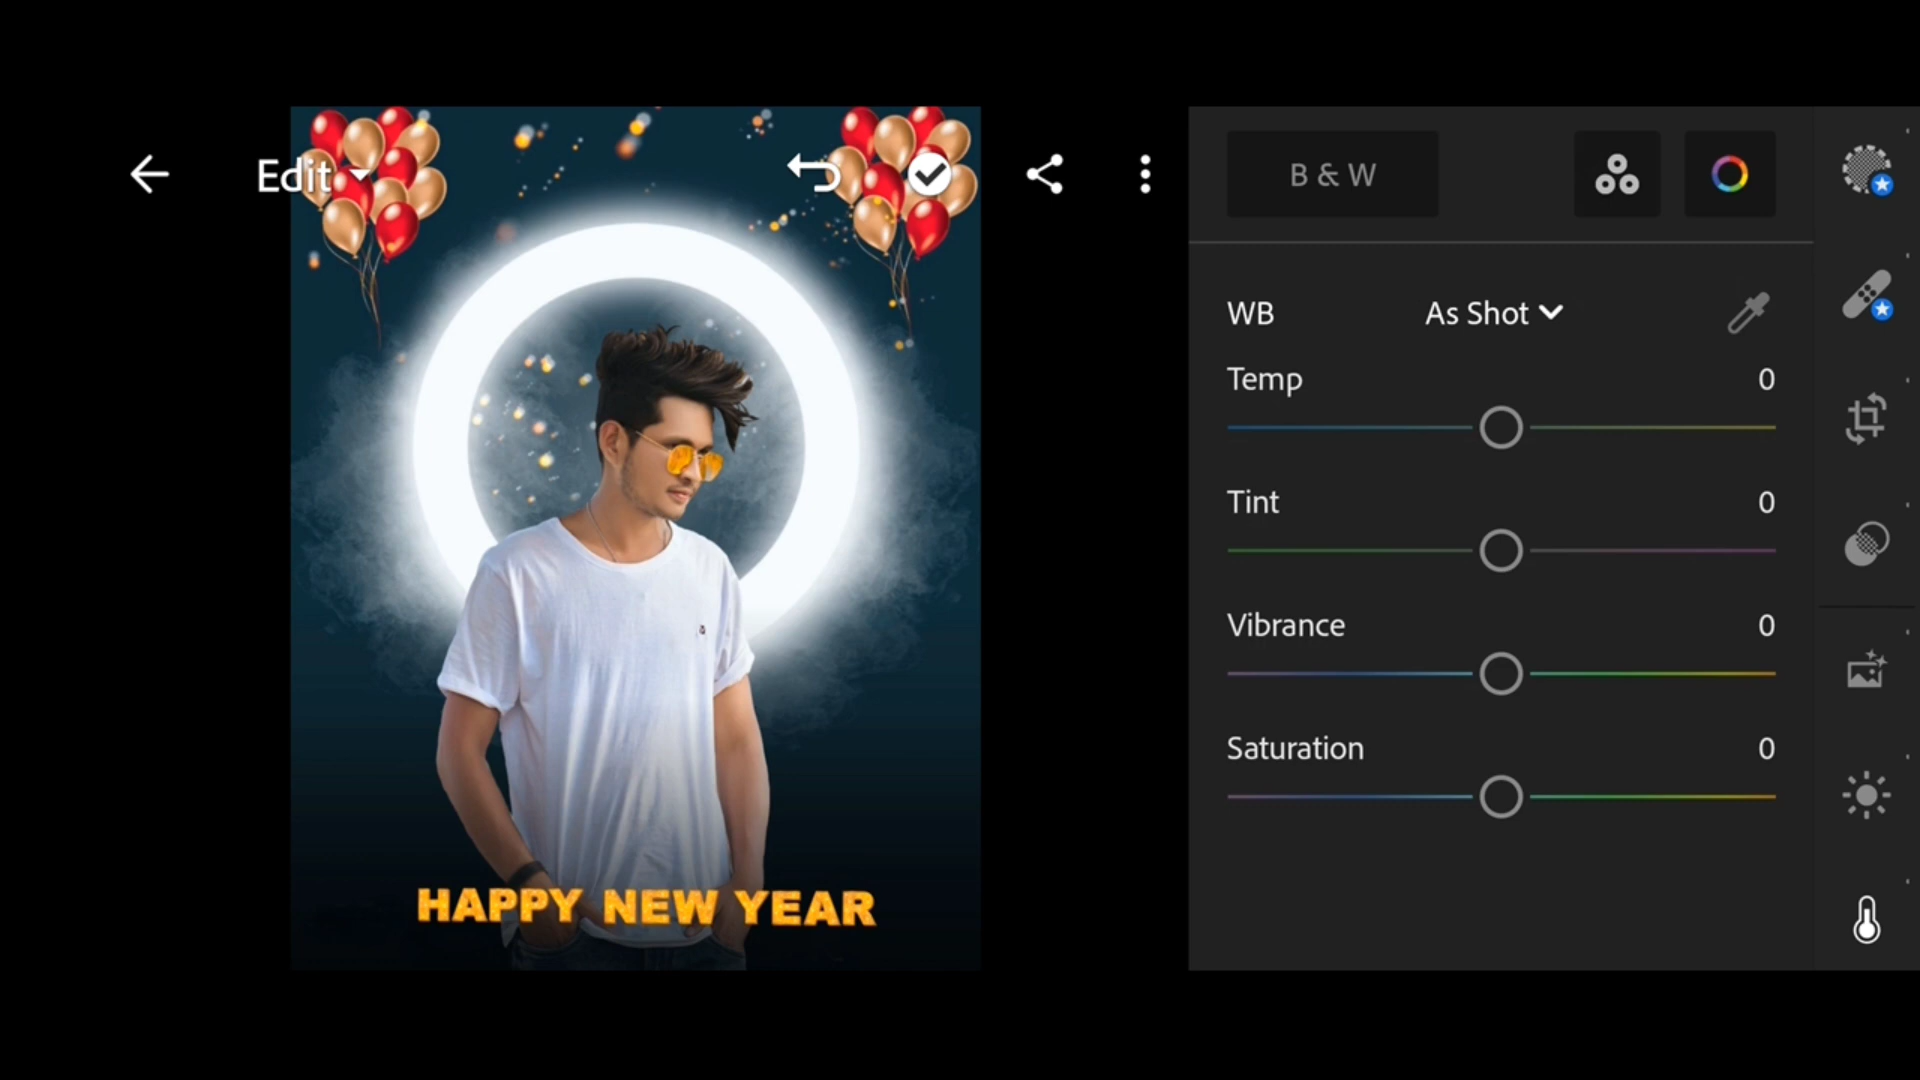 Edit
B & W
WB As Shot
Temp 0
Tint 0
Vibrance 0
Saturation 0
HAPPY NEW YEAR